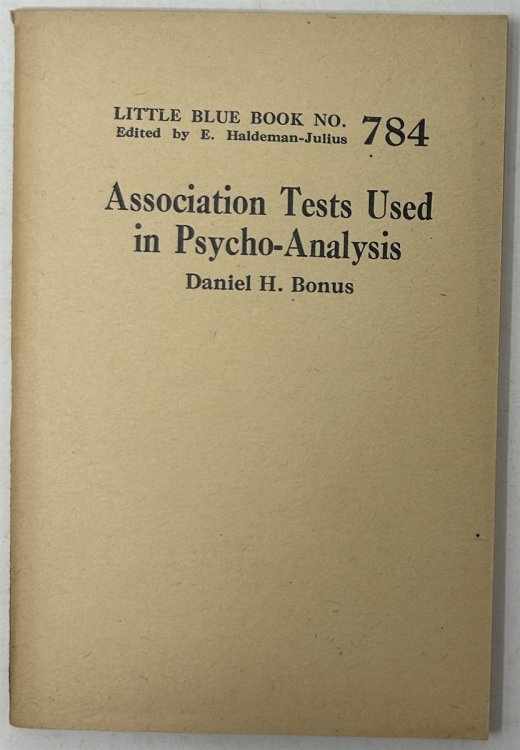 LITTLE BLUE BOOK NO. 784
Edited by E. Haldeman-Julius
Association Tests Used
in Psycho-Analysis
Daniel H. Bonus